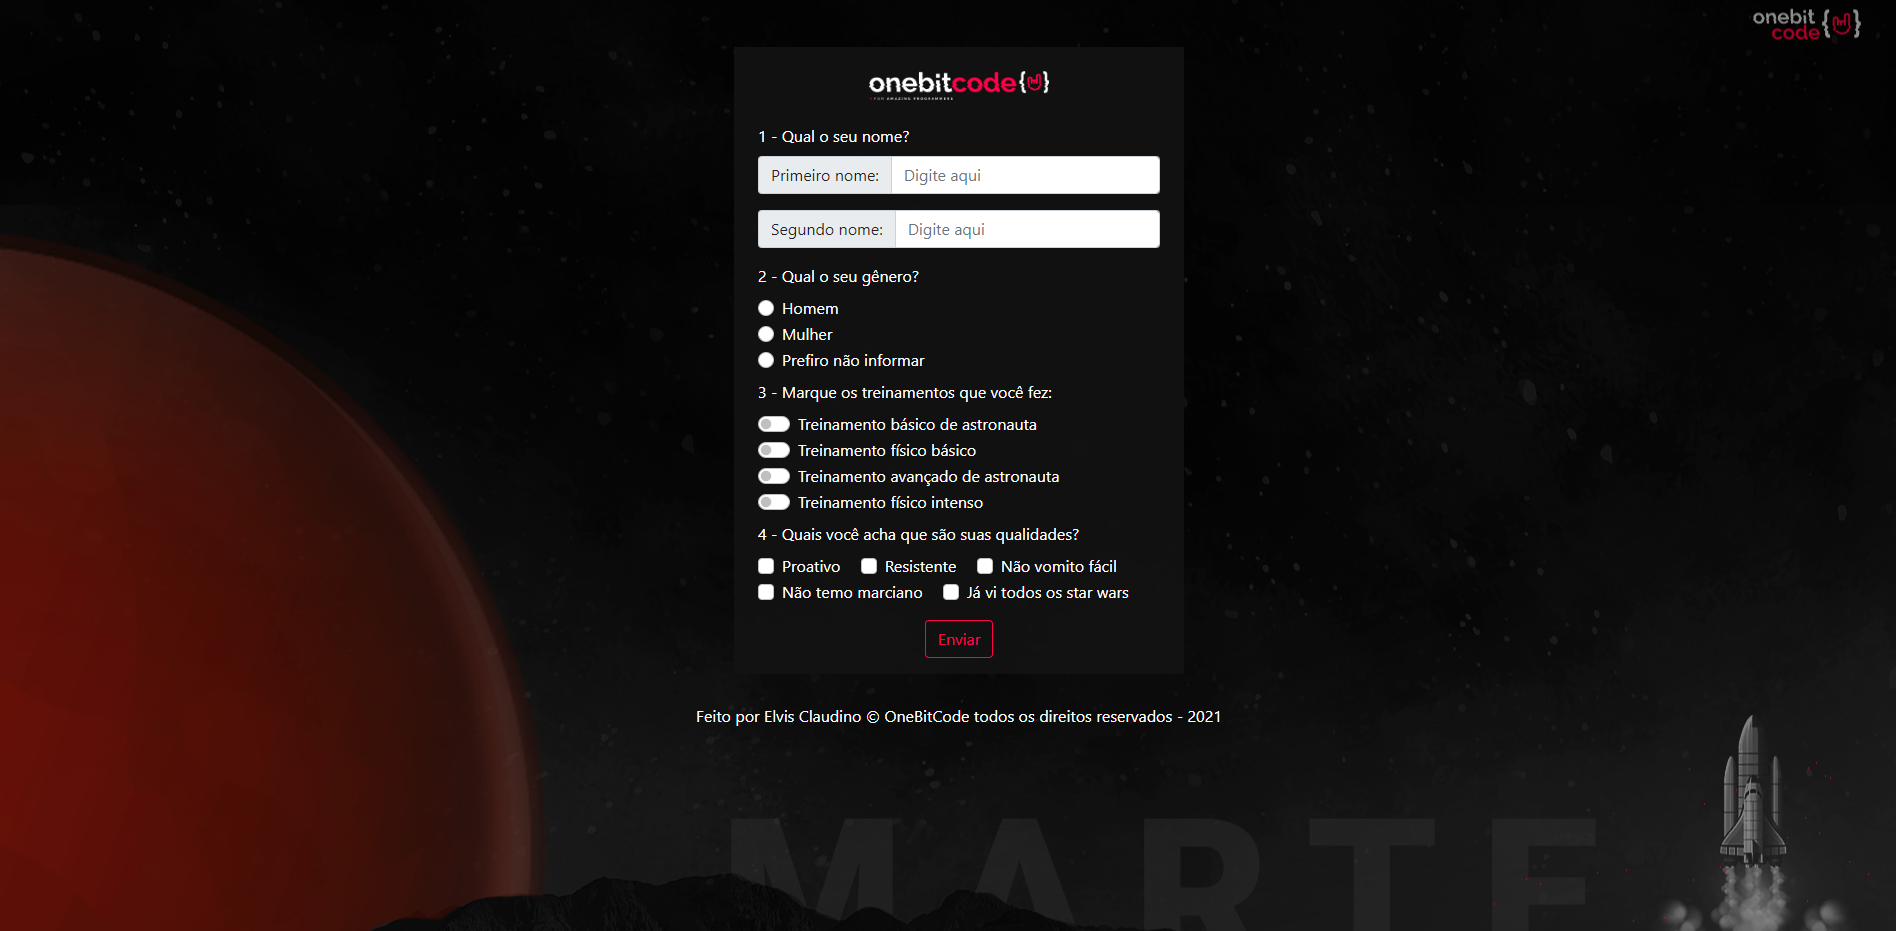 onebit
code
onebitcode
FOR AMAZING PROGRAMMERS
1 - Qual o seu nome?
Primeiro nome: Digite aqui
Segundo nome: Digite aqui
2 - Qual o seu gênero?
Homem
Mulher
Prefiro não informar
3 - Marque os treinamentos que você fez:
Treinamento básico de astronauta
Treinamento físico básico
Treinamento avançado de astronauta
Treinamento físico intenso
4 - Quais você acha que são suas qualidades?
Proativo Resistente Não vomito fácil
Não temo marciano Já vi todos os star wars
Enviar
Feito por Elvis Claudino © OneBitCode todos os direitos reservados - 2021
MARTE